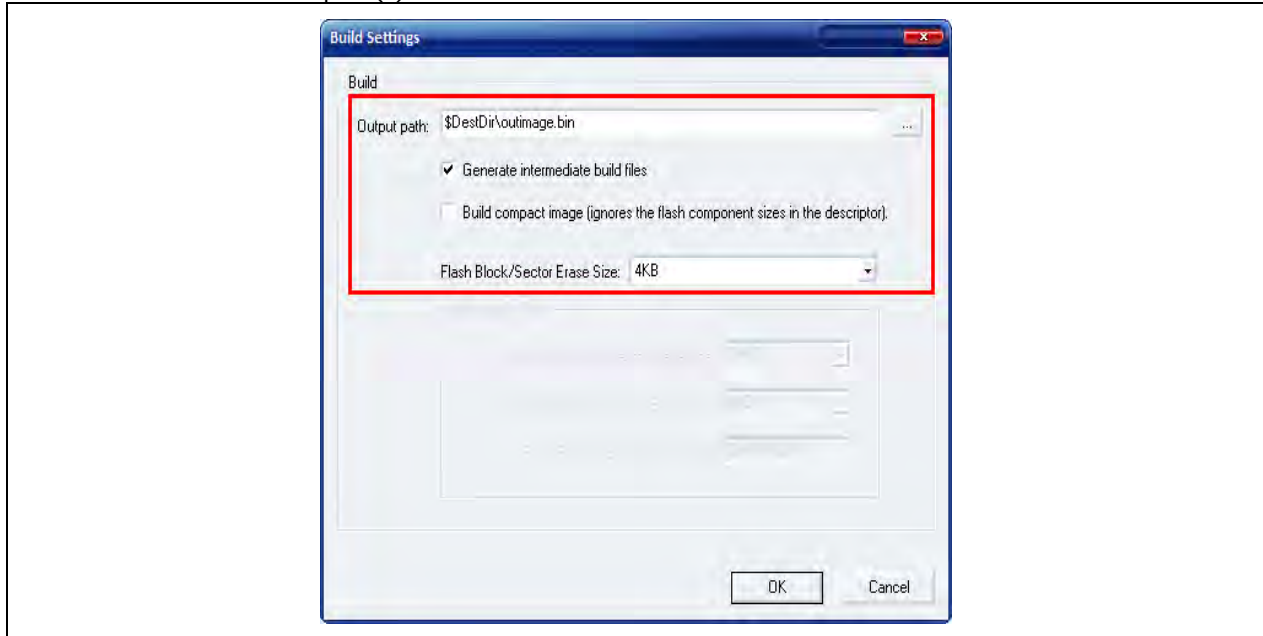 Build Settings
Build
Output path: $DestDir\outimage.bin ...
Generate intermediate build files
Build compact image (ignores the flash component sizes in the descriptor).
Flash Block/Sector Erase Size: 4KB
OK Cancel